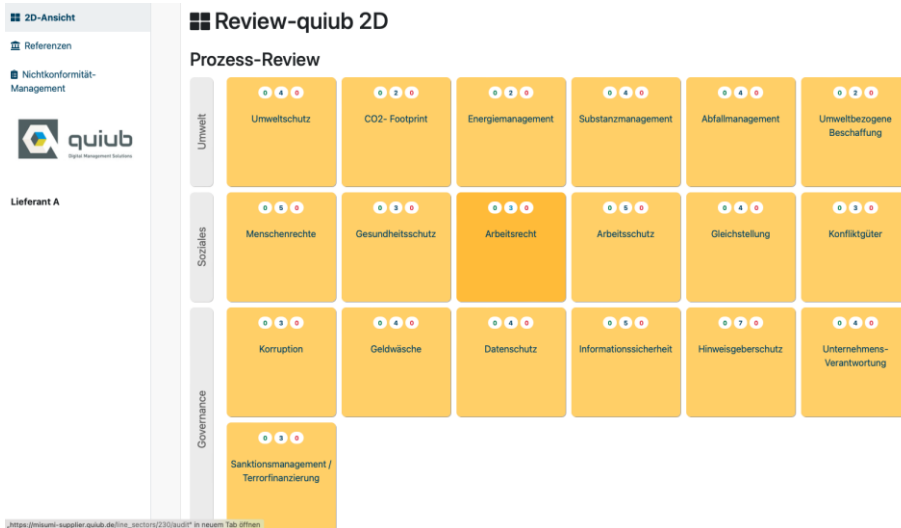 2D-Ansicht
Referenzen
Nichtkonformität-
Management
quiub
Digital Management Solutions
Lieferant A
Review-quiub 2D
Prozess-Review
Umwelt
0 4 0
Umweltschutz
0 2 0
CO2- Footprint
0 2 0
Energiemanagement
0 4 0
Substanzmanagement
0 4 0
Abfallmanagement
0 2 0
Umweltbezogene
Beschaffung
Soziales
0 5 0
Menschenrechte
0 3 0
Gesundheitsschutz
0 3 0
Arbeitsrecht
0 5 0
Arbeitsschutz
0 4 0
Gleichstellung
0 3 0
Konfliktgüter
Governance
0 3 0
Korruption
0 4 0
Geldwäsche
0 4 0
Datenschutz
0 5 0
Informationssicherheit
0 7 0
Hinweisgeberschutz
0 4 0
Unternehmens-
Verantwortung
0 3 0
Sanktionsmanagement /
Terrorfinanzierung
„https://misumi-supplier.quiub.de/line_sectors/230/audit“ in neuem Tab öffnen